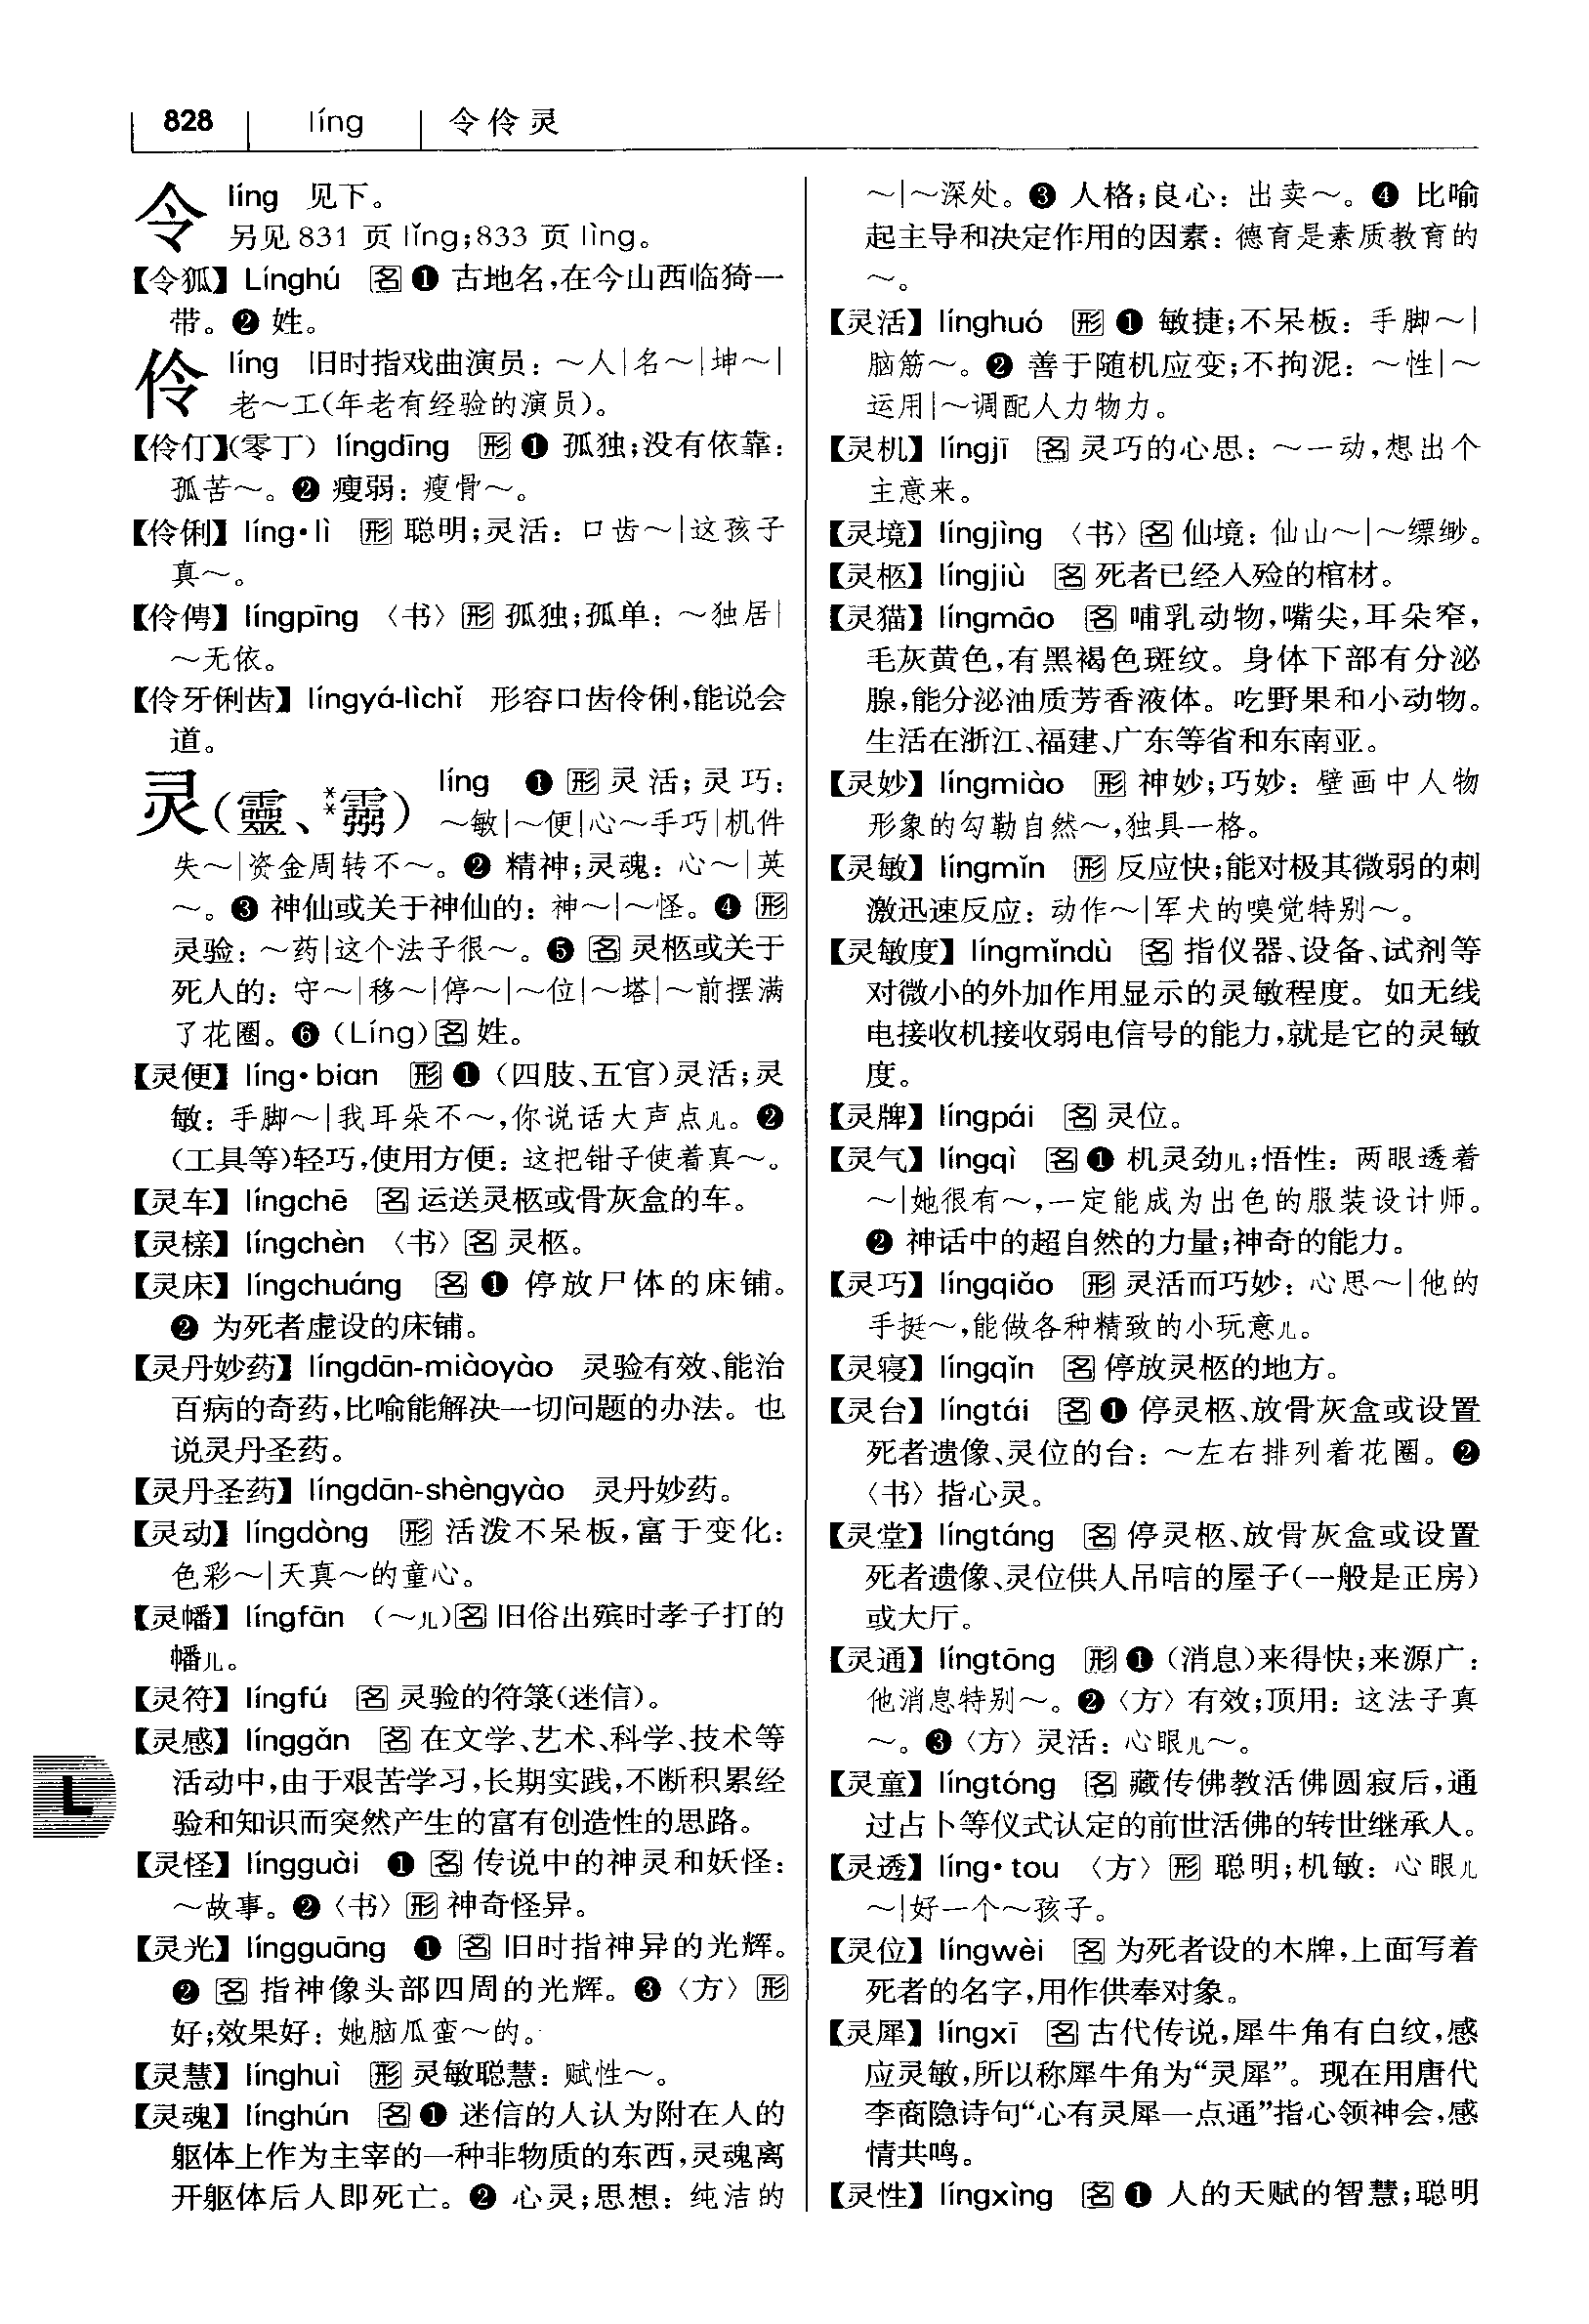 828 líng 令伶灵
令 líng 见下。
另见 831 页 lǐng;833 页 lìng。
【令狐】 Línghú 名 ❶ 古地名,在今山西临猗一
带。❷ 姓。
伶 líng 旧时指戏曲演员: ～人|名～|坤～|
老～工(年老有经验的演员)。
【伶仃】(零丁) língdīng 形 ❶ 孤独;没有依靠:
孤苦～。❷ 瘦弱: 瘦骨～。
【伶俐】 líng•lì 形 聪明;灵活: 口齿～|这孩子
真～。
【伶俜】 língpīng 〈书〉形 孤独;孤单: ～独居|
～无依。
【伶牙俐齿】 língyá-lìchǐ 形容口齿伶俐,能说会
道。
灵(靈、**霛) líng ❶ 形 灵活;灵巧:
～敏|～便|心～手巧|机件
失～|资金周转不～。❷ 精神;灵魂: 心～|英
～。❸ 神仙或关于神仙的: 神～|～怪。❹ 形
灵验: ～药|这个法子很～。❺ 名 灵柩或关于
死人的: 守～|移～|停～|～位|～塔|～前摆满
了花圈。❻ (Líng)名 姓。
【灵便】 líng•bian 形 ❶ (四肢、五官)灵活;灵
敏: 手脚～|我耳朵不～,你说话大声点儿。❷
(工具等)轻巧,使用方便: 这把钳子使着真～。
【灵车】 língchē 名 运送灵柩或骨灰盒的车。
【灵榇】 língchèn 〈书〉名 灵柩。
【灵床】 língchuáng 名 ❶ 停放尸体的床铺。
❷ 为死者虚设的床铺。
【灵丹妙药】 língdān-miàoyào 灵验有效、能治
百病的奇药,比喻能解决一切问题的办法。也
说灵丹圣药。
【灵丹圣药】 língdān-shèngyào 灵丹妙药。
【灵动】 língdòng 形 活泼不呆板,富于变化:
色彩～|天真～的童心。
【灵幡】 língfān (～儿)名 旧俗出殡时孝子打的
幡儿。
【灵符】 língfú 名 灵验的符箓(迷信)。
【灵感】 línggǎn 名 在文学、艺术、科学、技术等
活动中,由于艰苦学习,长期实践,不断积累经
验和知识而突然产生的富有创造性的思路。
【灵怪】 língguài ❶ 名 传说中的神灵和妖怪:
～故事。❷〈书〉形 神奇怪异。
【灵光】 língguāng ❶ 名 旧时指神异的光辉。
❷ 名 指神像头部四周的光辉。❸〈方〉形
好;效果好: 她脑瓜蛮～的。
【灵慧】 línghuì 形 灵敏聪慧: 赋性～。
【灵魂】 línghún 名 ❶ 迷信的人认为附在人的
躯体上作为主宰的一种非物质的东西,灵魂离
开躯体后人即死亡。❷ 心灵;思想: 纯洁的
～|～深处。❸ 人格;良心: 出卖～。❹ 比喻
起主导和决定作用的因素: 德育是素质教育的
～。
【灵活】 línghuó 形 ❶ 敏捷;不呆板: 手脚～|
脑筋～。❷ 善于随机应变;不拘泥: ～性|～
运用|～调配人力物力。
【灵机】 língjī 名 灵巧的心思: ～一动,想出个
主意来。
【灵境】 língjìng 〈书〉名 仙境: 仙山～|～缥缈。
【灵柩】 língjiù 名 死者已经入殓的棺材。
【灵猫】 língmāo 名 哺乳动物,嘴尖,耳朵窄,
毛灰黄色,有黑褐色斑纹。身体下部有分泌
腺,能分泌油质芳香液体。吃野果和小动物。
生活在浙江、福建、广东等省和东南亚。
【灵妙】 língmiào 形 神妙;巧妙: 壁画中人物
形象的勾勒自然～,独具一格。
【灵敏】 língmǐn 形 反应快;能对极其微弱的刺
激迅速反应: 动作～|军犬的嗅觉特别～。
【灵敏度】 língmǐndù 名 指仪器、设备、试剂等
对微小的外加作用显示的灵敏程度。如无线
电接收机接收弱电信号的能力,就是它的灵敏
度。
【灵牌】 língpái 名 灵位。
【灵气】 língqì 名 ❶ 机灵劲儿;悟性: 两眼透着
～|她很有～,一定能成为出色的服装设计师。
❷ 神话中的超自然的力量;神奇的能力。
【灵巧】 língqiǎo 形 灵活而巧妙: 心思～|他的
手挺～,能做各种精致的小玩意儿。
【灵寝】 língqǐn 名 停放灵柩的地方。
【灵台】 língtái 名 ❶ 停灵柩、放骨灰盒或设置
死者遗像、灵位的台: ～左右排列着花圈。❷
〈书〉指心灵。
【灵堂】 língtáng 名 停灵柩、放骨灰盒或设置
死者遗像、灵位供人吊唁的屋子(一般是正房)
或大厅。
【灵通】 língtōng 形 ❶ (消息)来得快;来源广:
他消息特别～。❷〈方〉有效;顶用: 这法子真
～。❸〈方〉灵活: 心眼儿～。
【灵童】 língtóng 名 藏传佛教活佛圆寂后,通
过占卜等仪式认定的前世活佛的转世继承人。
【灵透】 líng•tou 〈方〉形 聪明;机敏: 心眼儿
～|好一个～孩子。
【灵位】 língwèi 名 为死者设的木牌,上面写着
死者的名字,用作供奉对象。
【灵犀】 língxī 名 古代传说,犀牛角有白纹,感
应灵敏,所以称犀牛角为“灵犀”。现在用唐代
李商隐诗句“心有灵犀一点通”指心领神会,感
情共鸣。
【灵性】 língxìng 名 ❶ 人的天赋的智慧;聪明
L